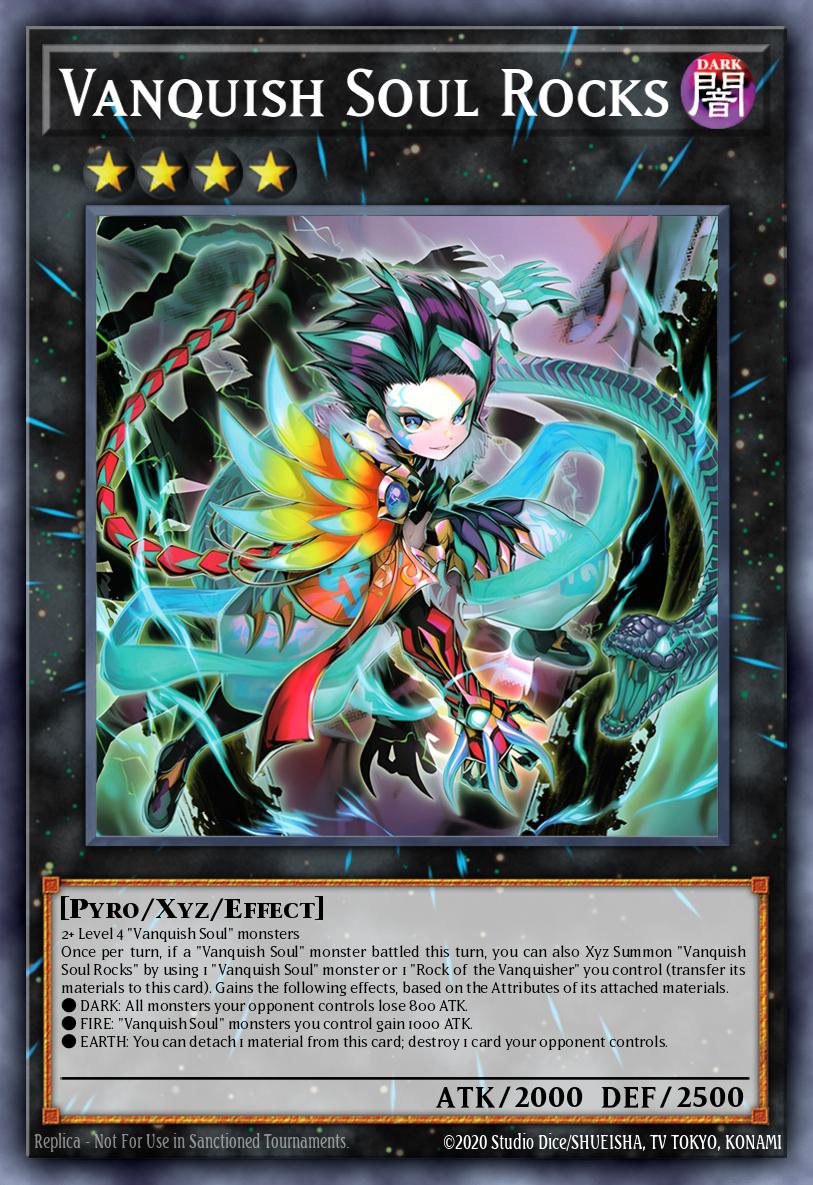 Vanquish Soul Rocks
DARK
闇
[Pyro/Xyz/Effect]
2+ Level 4 "Vanquish Soul" monsters
Once per turn, if a "Vanquish Soul" monster battled this turn, you can also Xyz Summon "Vanquish
Soul Rocks" by using 1 "Vanquish Soul" monster or 1 "Rock of the Vanquisher" you control (transfer its
materials to this card). Gains the following effects, based on the Attributes of its attached materials.
● DARK: All monsters your opponent controls lose 800 ATK.
● FIRE: "Vanquish Soul" monsters you control gain 1000 ATK.
● EARTH: You can detach 1 material from this card; destroy 1 card your opponent controls.
ATK/2000 DEF/2500
Replica - Not For Use in Sanctioned Tournaments.
©2020 Studio Dice/SHUEISHA, TV TOKYO, KONAMI